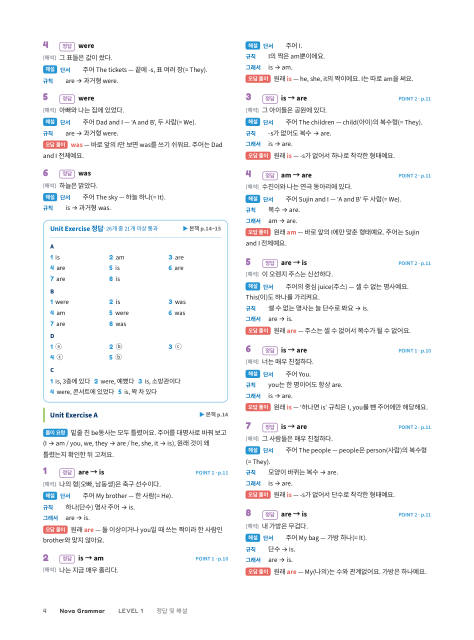 4 정답 were
[해석] 그 표들은 값이 쌌다.
해설 단서 주어 The tickets — 끝에 -s, 표 여러 장(= They).
규칙 are → 과거형 were.
5 정답 were
[해석] 아빠와 나는 집에 있었다.
해설 단서 주어 Dad and I — 'A and B', 두 사람(= We).
규칙 are → 과거형 were.
오답 풀이 was — 바로 앞의 I만 보면 was를 쓰기 쉬워요. 주어는 Dad
and I 전체예요.
6 정답 was
[해석] 하늘은 맑았다.
해설 단서 주어 The sky — 하늘 하나(= It).
규칙 is → 과거형 was.
Unit Exercise 정답 26개 중 21개 이상 통과 ▶ 본책 p.14~15
A
1 is 2 am 3 are
4 are 5 is 6 are
7 are 8 is
B
1 were 2 is 3 was
4 am 5 were 6 was
7 are 8 was
D
1 ⓐ 2 ⓑ 3 ⓒ
4 ⓒ 5 ⓑ
C
1 is, 3층에 있다 2 were, 예뻤다 3 is, 소방관이다
4 were, 콘서트에 있었다 5 is, 박 차 있다
Unit Exercise A ▶ 본책 p.14
풀이 요령 밑줄 친 be동사는 모두 틀렸어요. 주어를 대명사로 바꿔 보고
(I → am / you, we, they → are / he, she, it → is), 원래 것이 왜
틀렸는지 확인한 뒤 고쳐요.
1 정답 are → is POINT 2 · p.11
[해석] 나의 형(오빠, 남동생)은 축구 선수이다.
해설 단서 주어 My brother — 한 사람(= He).
규칙 하나(단수) 명사 주어 → is.
그래서 are → is.
오답 풀이 원래 are — 둘 이상이거나 you일 때 쓰는 짝이라 한 사람인
brother와 맞지 않아요.
2 정답 is → am POINT 1 · p.10
[해석] 나는 지금 매우 졸리다.
해설 단서 주어 I.
규칙 I의 짝은 am뿐이에요.
그래서 is → am.
오답 풀이 원래 is — he, she, it의 짝이에요. I는 따로 am을 써요.
3 정답 is → are POINT 2 · p.11
[해석] 그 아이들은 공원에 있다.
해설 단서 주어 The children — child(아이)의 복수형(= They).
규칙 -s가 없어도 복수 → are.
그래서 is → are.
오답 풀이 원래 is — -s가 없어서 하나로 착각한 형태예요.
4 정답 am → are POINT 2 · p.11
[해석] 수진이와 나는 연극 동아리에 있다.
해설 단서 주어 Sujin and I — 'A and B' 두 사람(= We).
규칙 복수 → are.
그래서 am → are.
오답 풀이 원래 am — 바로 앞의 I에만 맞춘 형태예요. 주어는 Sujin
and I 전체예요.
5 정답 are → is POINT 2 · p.11
[해석] 이 오렌지 주스는 신선하다.
해설 단서 주어의 중심 juice(주스) — 셀 수 없는 명사예요.
This(이)도 하나를 가리켜요.
규칙 셀 수 없는 명사는 늘 단수로 봐요 → is.
그래서 are → is.
오답 풀이 원래 are — 주스는 셀 수 없어서 복수가 될 수 없어요.
6 정답 is → are POINT 1 · p.10
[해석] 너는 매우 친절하다.
해설 단서 주어 You.
규칙 you는 한 명이어도 항상 are.
그래서 is → are.
오답 풀이 원래 is — '하나면 is' 규칙은 I, you를 뺀 주어에만 해당해요.
7 정답 is → are POINT 2 · p.11
[해석] 그 사람들은 매우 친절하다.
해설 단서 주어 The people — people은 person(사람)의 복수형
(= They).
규칙 모양이 바뀌는 복수 → are.
그래서 is → are.
오답 풀이 원래 is — -s가 없어서 단수로 착각한 형태예요.
8 정답 are → is POINT 2 · p.11
[해석] 내 가방은 무겁다.
해설 단서 주어 My bag — 가방 하나(= It).
규칙 단수 → is.
그래서 are → is.
오답 풀이 원래 are — My(나의)는 수와 관계없어요. 가방은 하나예요.
4 Nova Grammar LEVEL 1 정답 및 해설